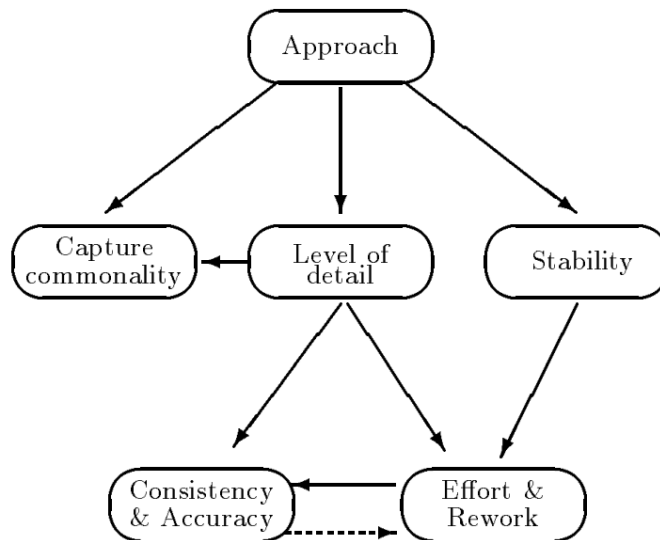 Approach
Capture
commonality
Level of
detail
Stability
Consistency
& Accuracy
Effort &
Rework